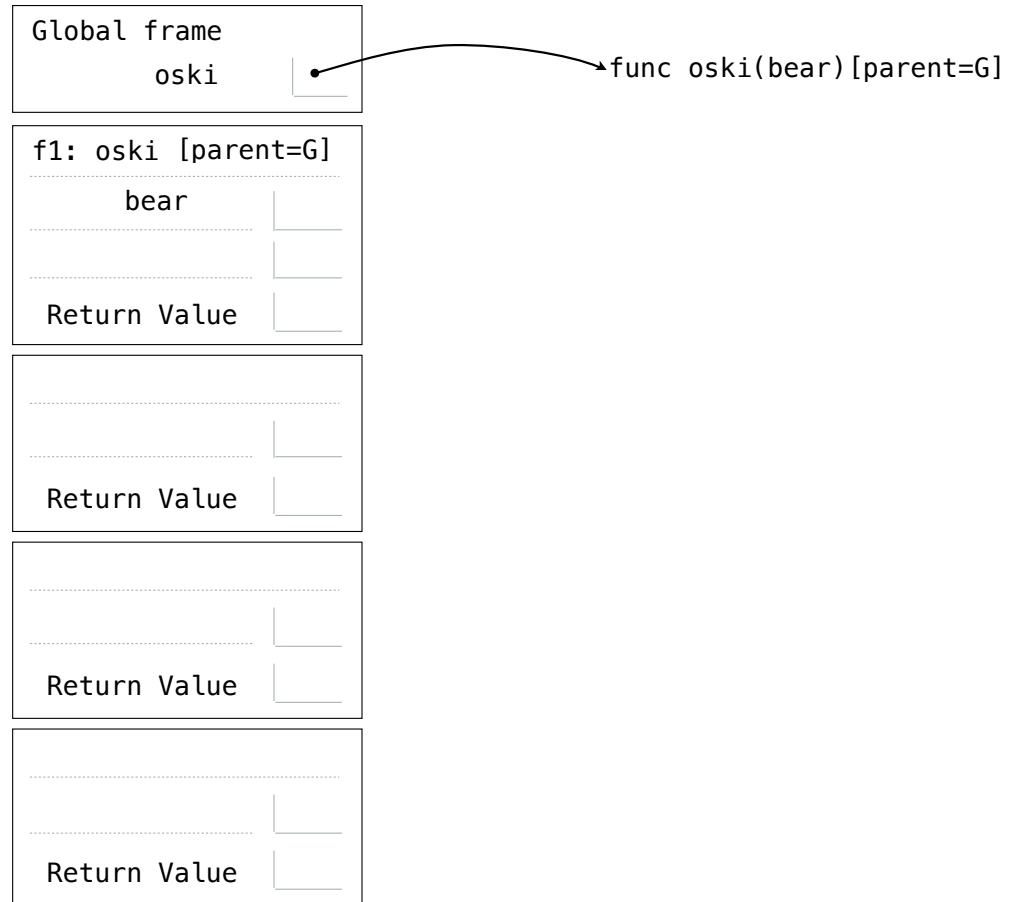 Global frame
oski
func oski(bear)[parent=G]
f1: oski [parent=G]
bear
Return Value
Return Value
Return Value
Return Value